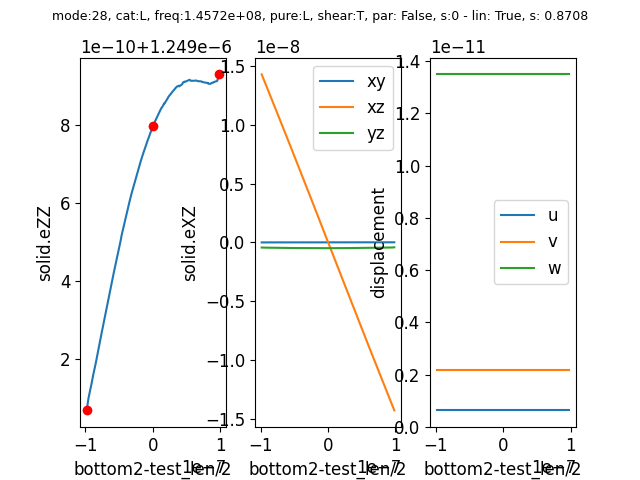 mode:28, cat:L, freq:1.4572e+08, pure:L, shear:T, par: False, s:0 - lin: True, s: 0.8708
1e−10+1.249e−6
8
6
4
2
−1
0
1
1e−7
solid.eZZ
bottom2-test_len/2
1e−8
1.5
1.0
0.5
0.0
−0.5
−1.0
−1.5
−1
0
1
1e−7
solid.eXZ
bottom2-test_len/2
xy
xz
yz
1e−11
1.4
1.2
1.0
0.8
0.6
0.4
0.2
0.0
−1
0
1
1e−7
displacement
bottom2-test_len/2
u
v
w